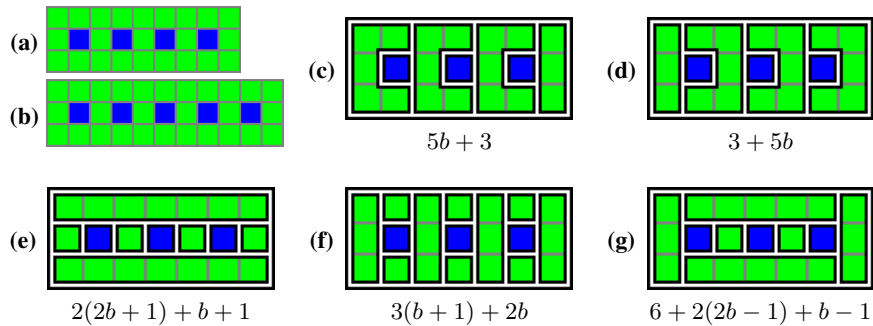 (a)
(b)
(c)
5b + 3
(d)
3 + 5b
(e)
2(2b + 1) + b + 1
(f)
3(b + 1) + 2b
(g)
6 + 2(2b − 1) + b − 1